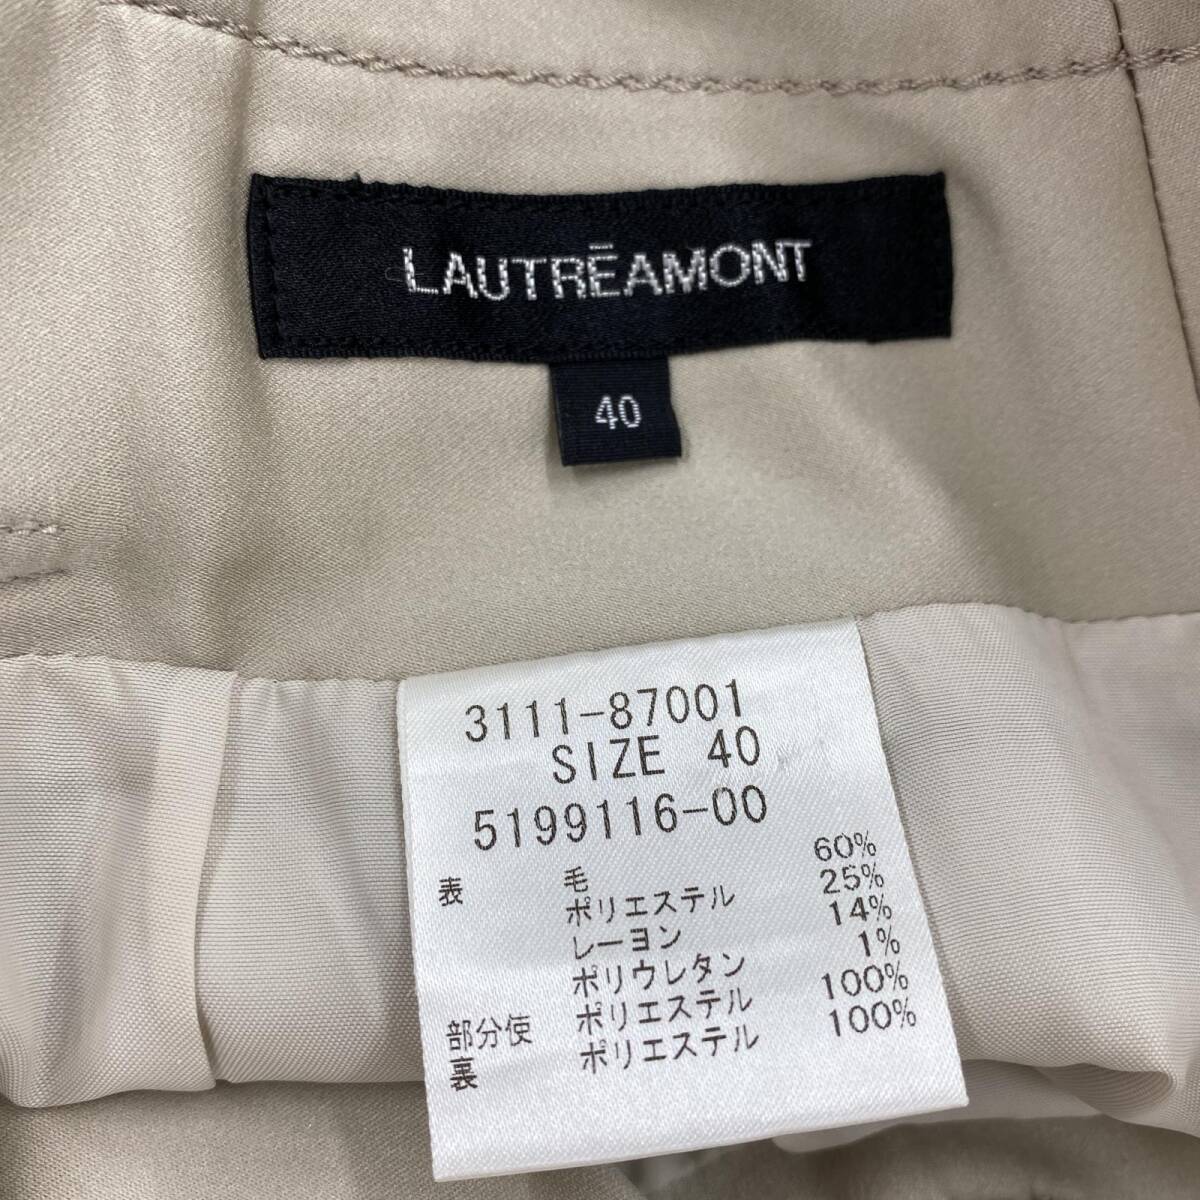 LAUTRĒAMONT
40
3111-87001
SIZE 40
5199116-00
表 毛 60%
ポリエステル 25%
レーヨン 14%
ポリウレタン 1%
部分使 ポリエステル 100%
裏 ポリエステル 100%